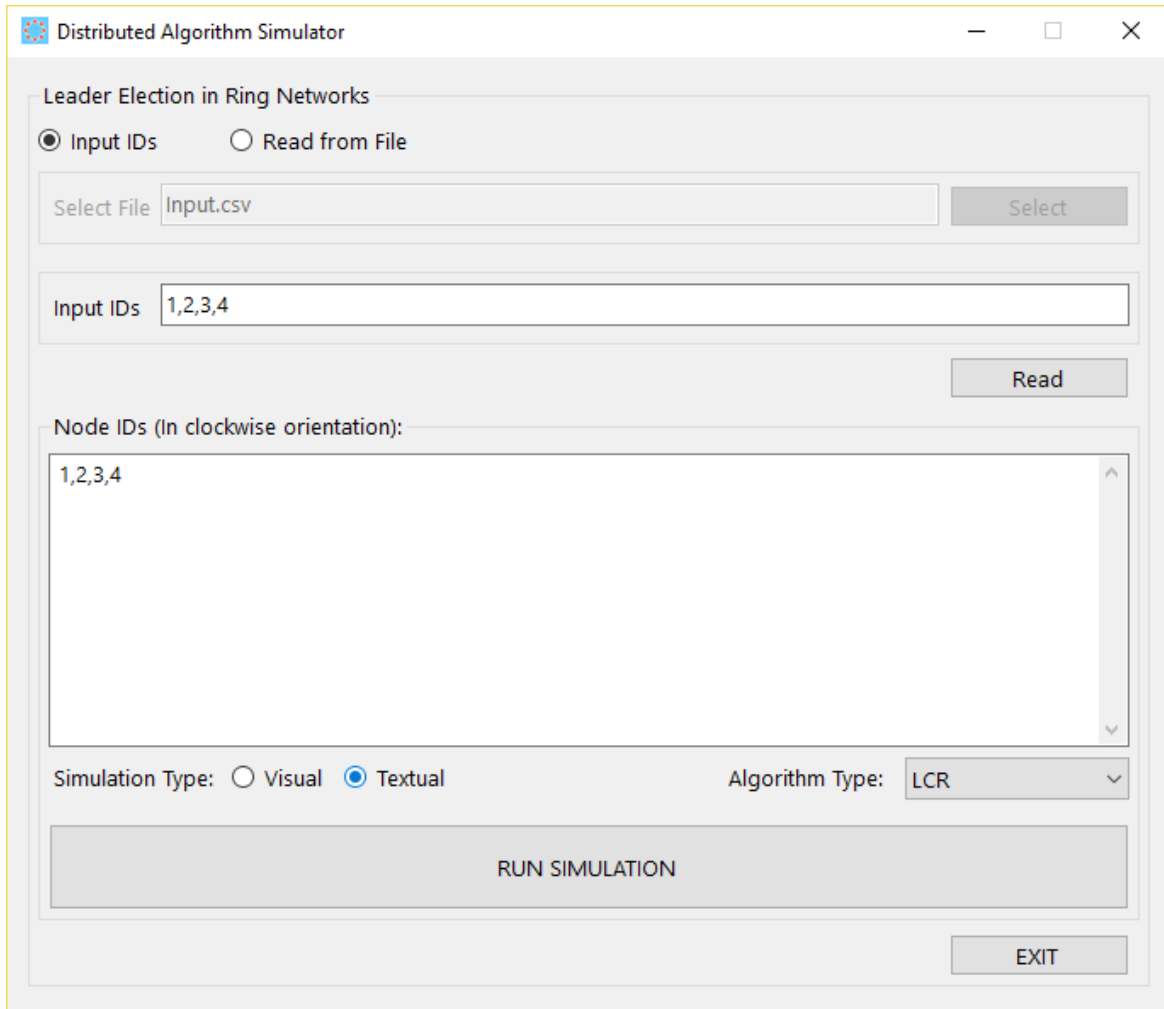 Distributed Algorithm Simulator
Leader Election in Ring Networks
Input IDs Read from File
Select File Input.csv Select
Input IDs 1,2,3,4
Read
Node IDs (In clockwise orientation):
1,2,3,4
Simulation Type: Visual Textual Algorithm Type: LCR
RUN SIMULATION
EXIT